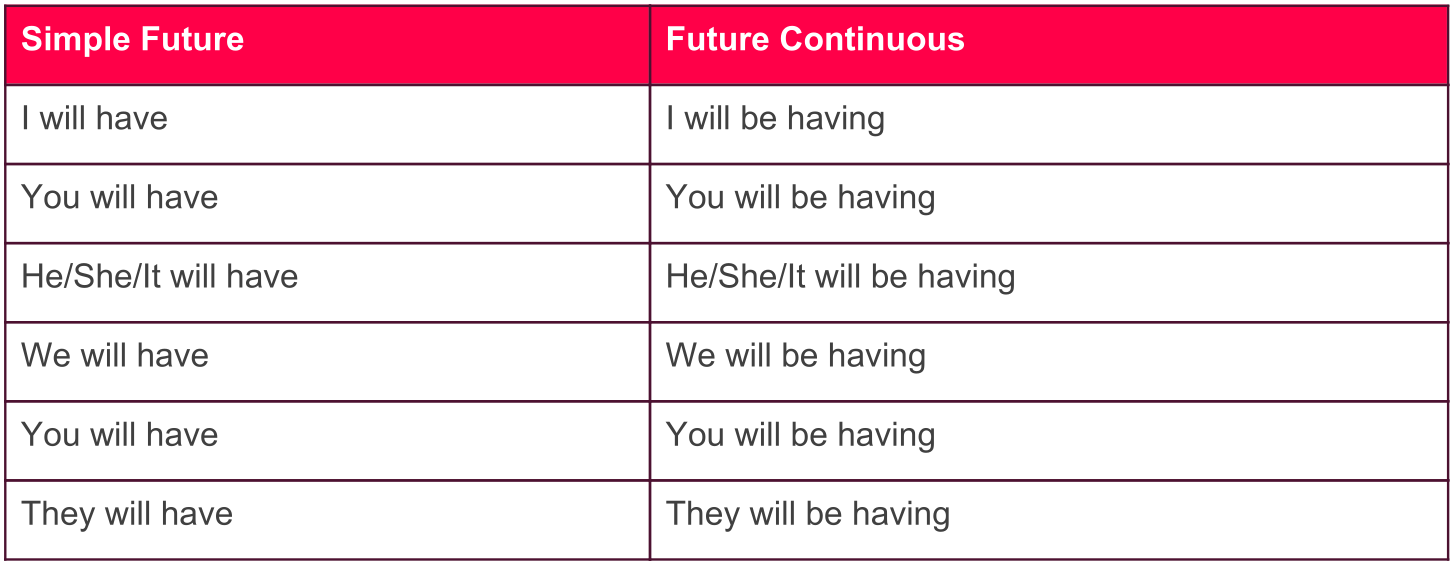 Simple Future Future Continuous
I will have I will be having
You will have You will be having
He/She/It will have He/She/It will be having
We will have We will be having
You will have You will be having
They will have They will be having